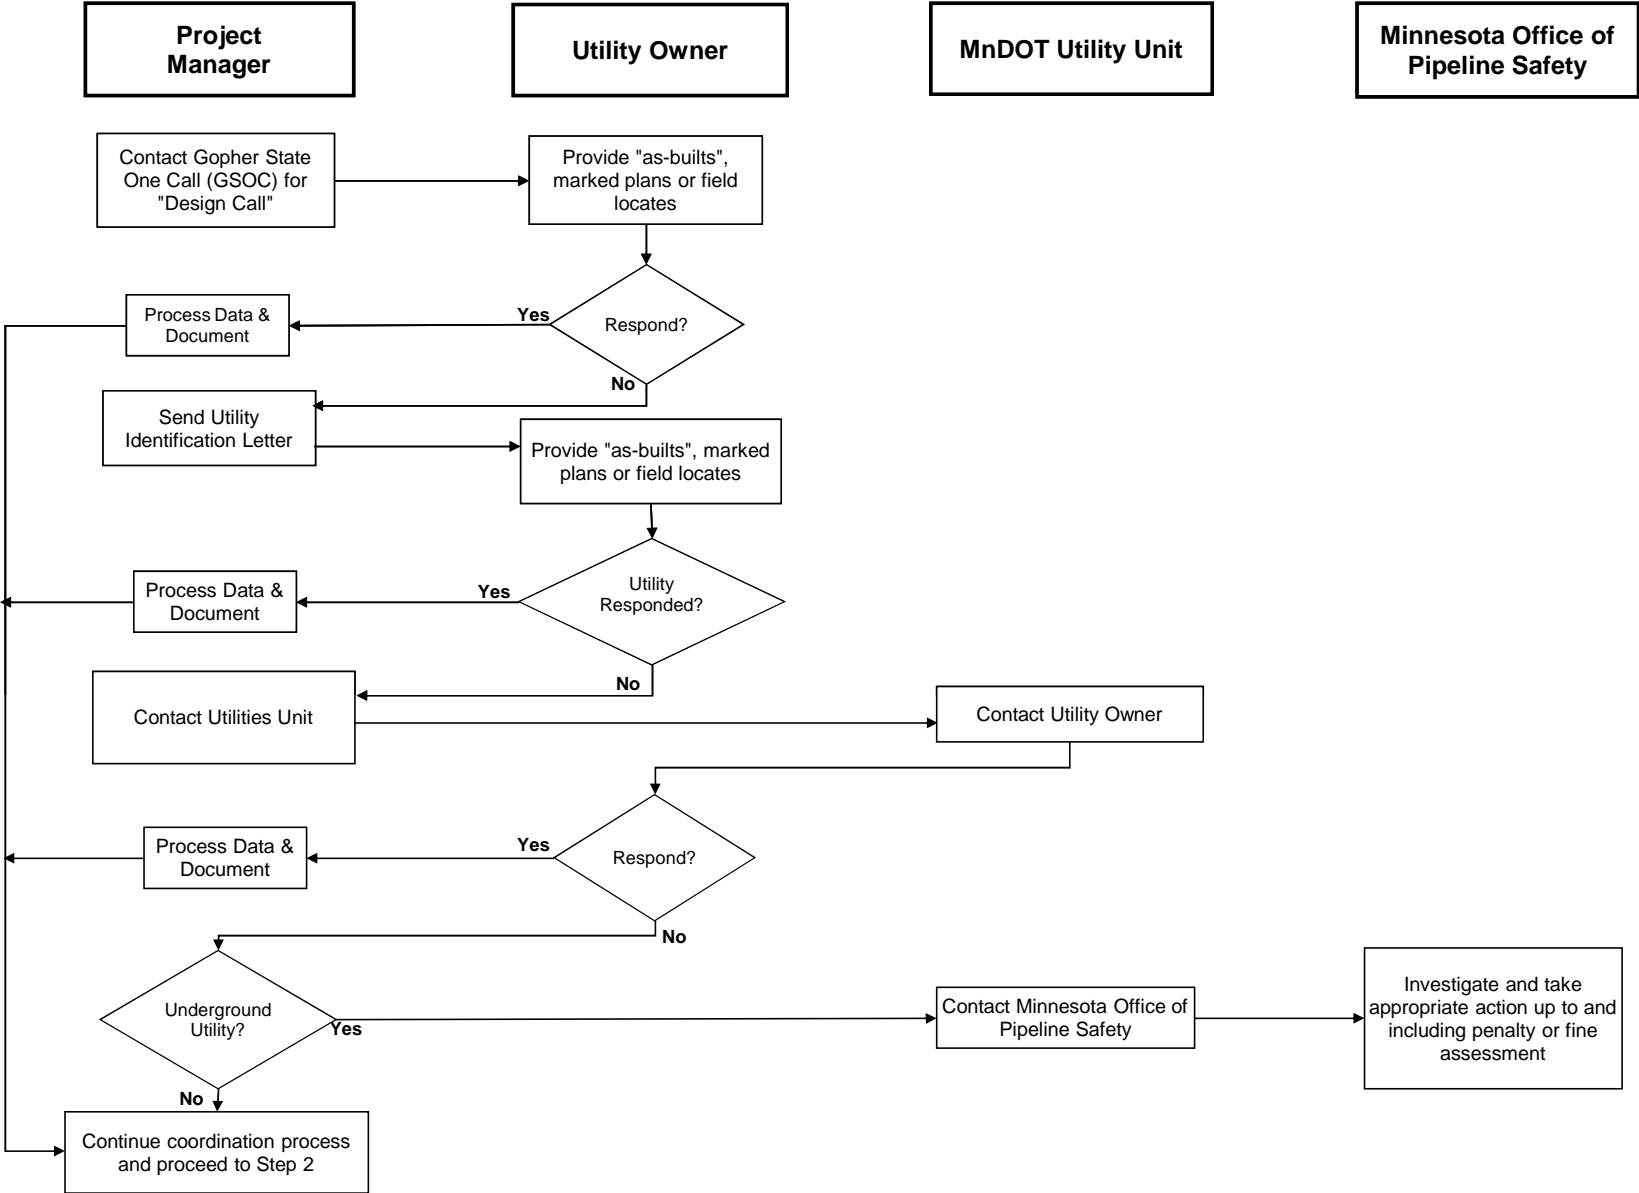 Project
Manager
Utility Owner
MnDOT Utility Unit
Minnesota Office of
Pipeline Safety
Contact Gopher State
One Call (GSOC) for
"Design Call"
Provide "as-builts",
marked plans or field
locates
Process Data &
Document
Yes
Respond?
No
Send Utility
Identification Letter
Provide "as-builts", marked
plans or field locates
Process Data &
Document
Yes
Utility
Responded?
No
Contact Utilities Unit
Contact Utility Owner
Process Data &
Document
Yes
Respond?
No
Underground
Utility?
Yes
Contact Minnesota Office of
Pipeline Safety
Investigate and take
appropriate action up to and
including penalty or fine
assessment
No
Continue coordination process
and proceed to Step 2